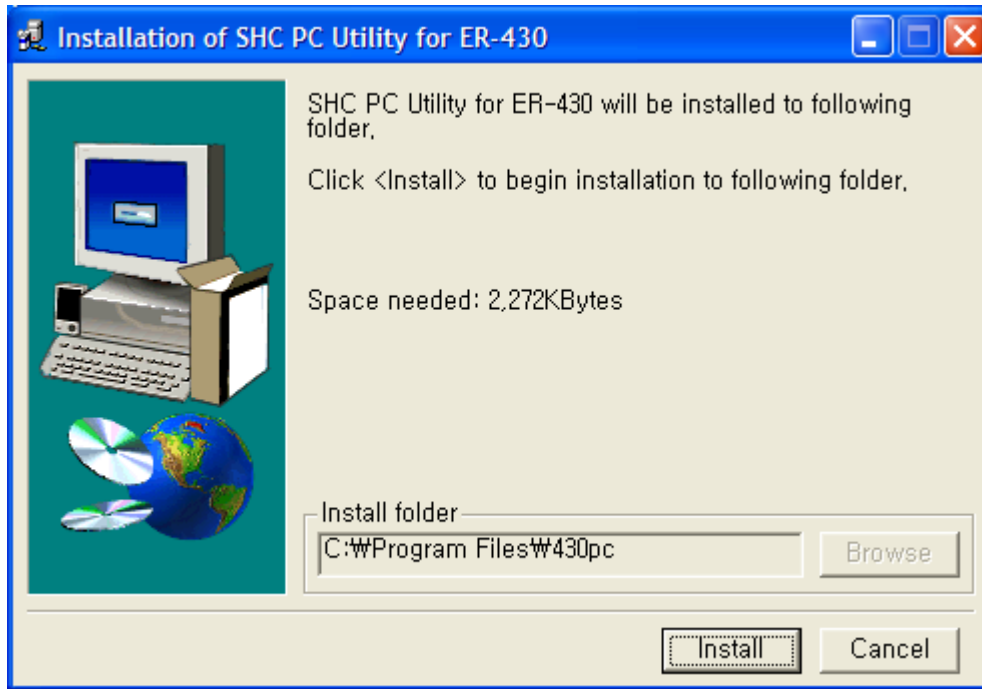 Installation of SHC PC Utility for ER-430
SHC PC Utility for ER-430 will be installed to following
folder,
Click <Install> to begin installation to following folder,
Space needed: 2,272KBytes
Install folder
C:₩Program Files₩430pc
Browse
Install
Cancel